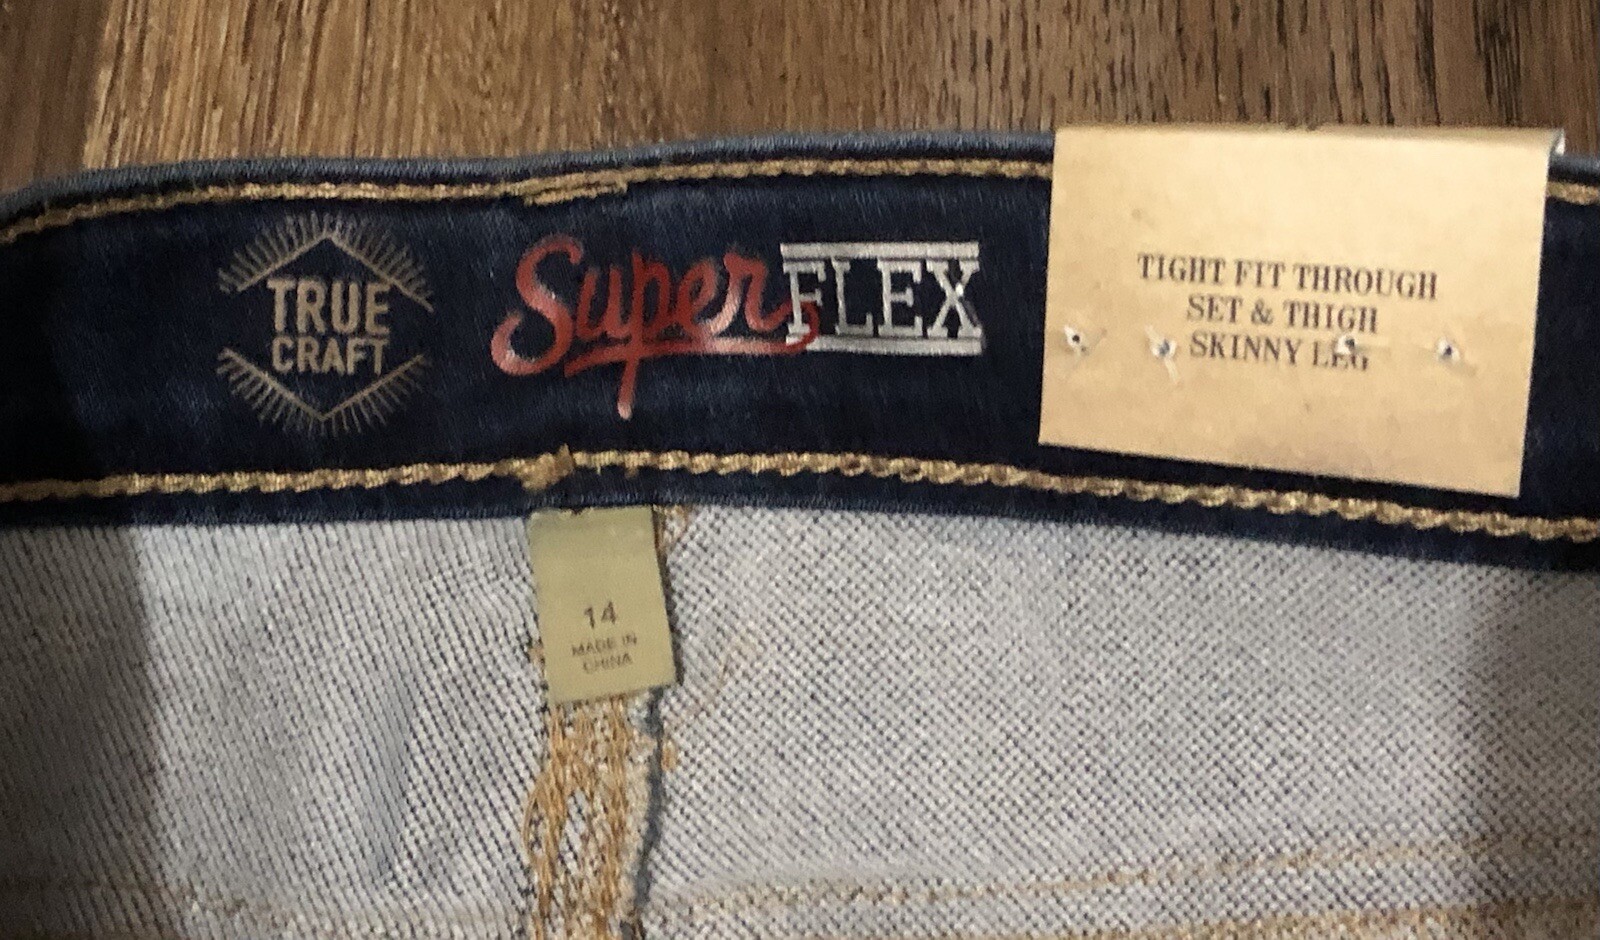 TRUE
CRAFT
Super FLEX
TIGHT FIT THROUGH
SET & THIGH
SKINNY LEG
14
MADE IN
CHINA